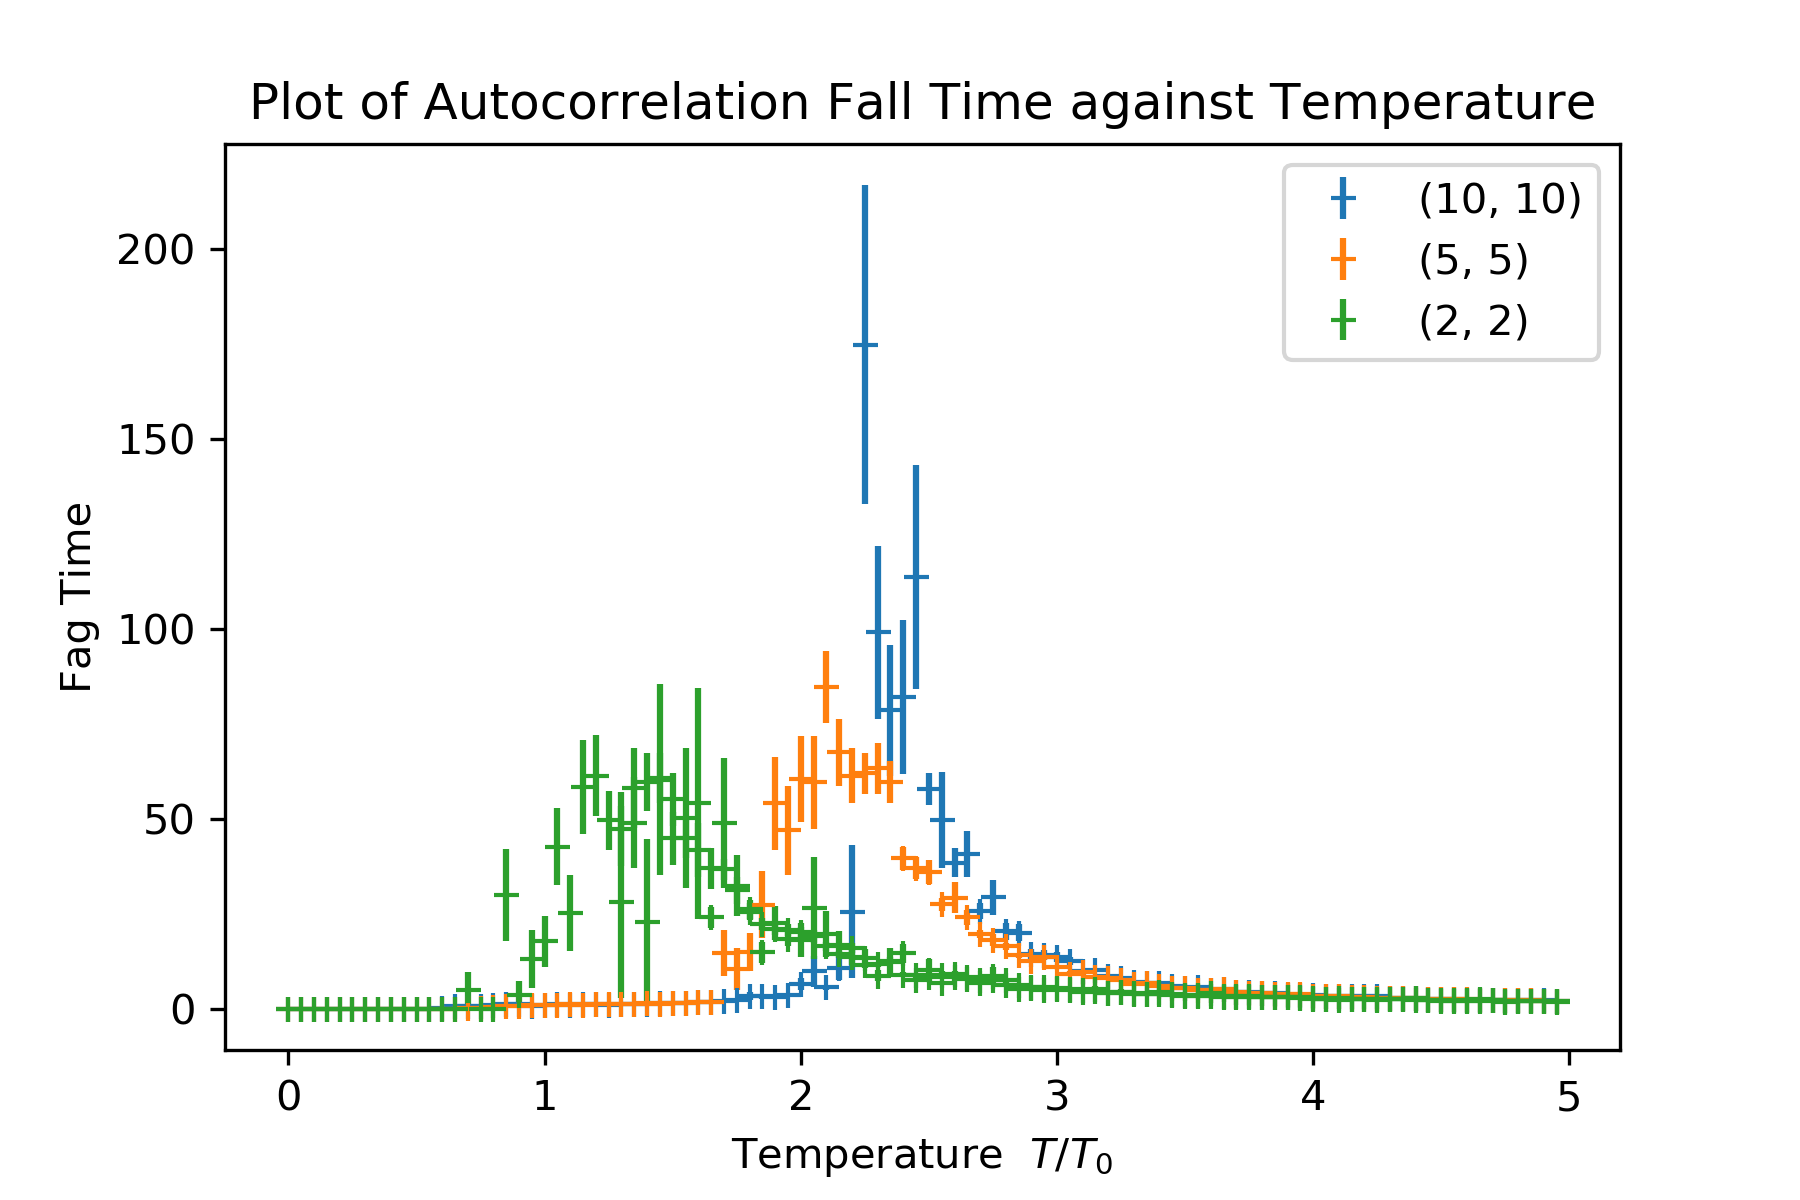 Plot of Autocorrelation Fall Time against Temperature
(10, 10)
(5, 5)
(2, 2)
200
150
100
50
0
Fag Time
0 1 2 3 4 5
Temperature T/T₀